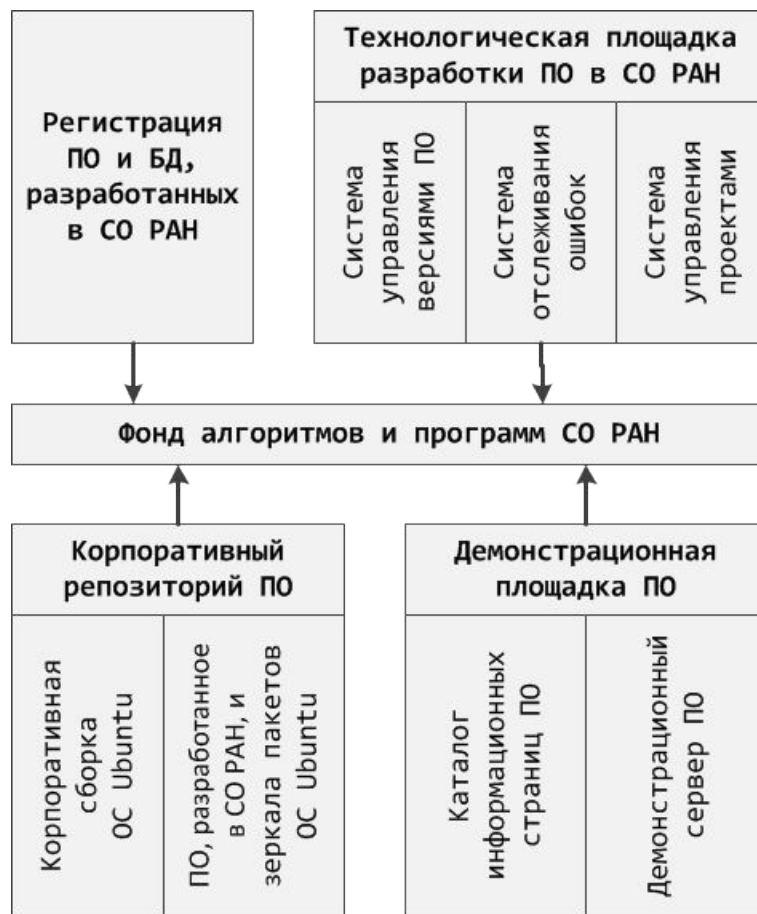 Регистрация
ПО и БД,
разработанных
в СО РАН
Технологическая площадка
разработки ПО в СО РАН
Система
управления
версиями ПО
Система
отслеживания
ошибок
Система
управления
проектами
Фонд алгоритмов и программ СО РАН
Корпоративный
репозиторий ПО
Корпоративная
сборка
ОС Ubuntu
ПО, разработанное
в СО РАН, и
зеркала пакетов
ОС Ubuntu
Демонстрационная
площадка ПО
Каталог
информационных
страниц ПО
Демонстрационный
сервер ПО